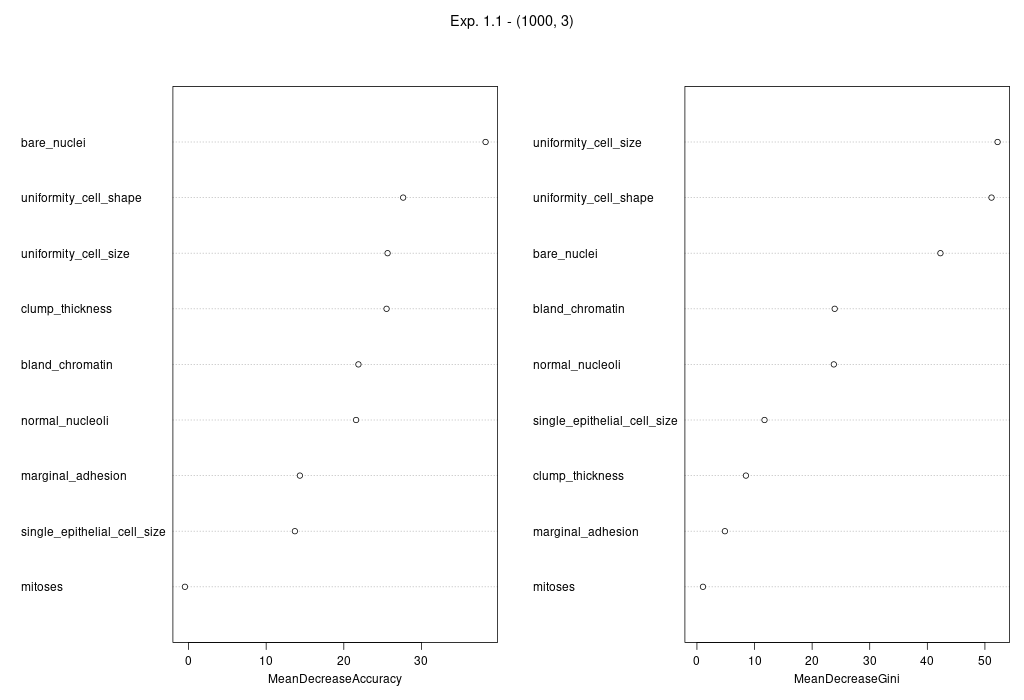 Exp. 1.1 - (1000, 3)
bare_nuclei
uniformity_cell_shape
uniformity_cell_size
clump_thickness
bland_chromatin
normal_nucleoli
marginal_adhesion
single_epithelial_cell_size
mitoses
0 10 20 30
MeanDecreaseAccuracy
uniformity_cell_size
uniformity_cell_shape
bare_nuclei
bland_chromatin
normal_nucleoli
single_epithelial_cell_size
clump_thickness
marginal_adhesion
mitoses
0 10 20 30 40 50
MeanDecreaseGini